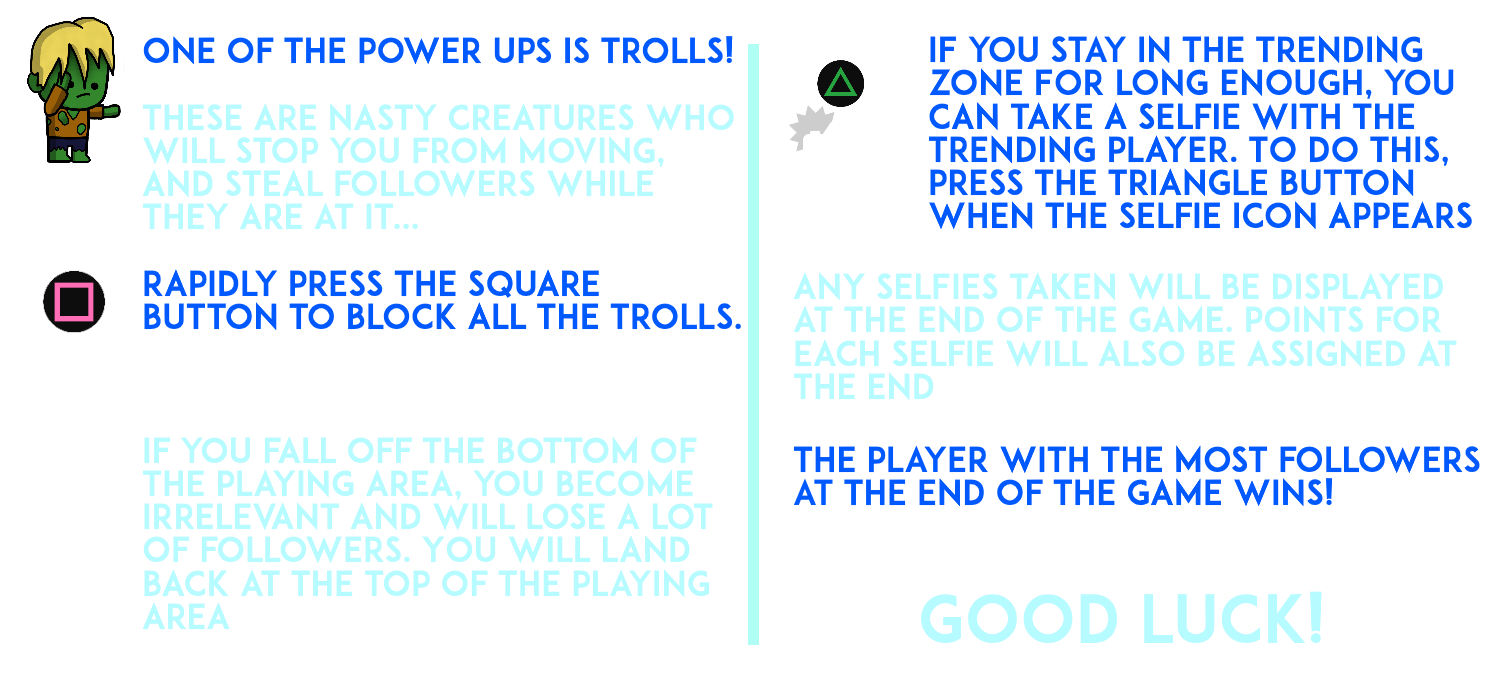 ONE OF THE POWER UPS IS TROLLS!
THESE ARE NASTY CREATURES WHO
WILL STOP YOU FROM MOVING,
AND STEAL FOLLOWERS WHILE
THEY ARE AT IT...
RAPIDLY PRESS THE SQUARE
BUTTON TO BLOCK ALL THE TROLLS.
IF YOU FALL OFF THE BOTTOM OF
THE PLAYING AREA, YOU BECOME
IRRELEVANT AND WILL LOSE A LOT
OF FOLLOWERS. YOU WILL LAND
BACK AT THE TOP OF THE PLAYING
AREA
IF YOU STAY IN THE TRENDING
ZONE FOR LONG ENOUGH, YOU
CAN TAKE A SELFIE WITH THE
TRENDING PLAYER. TO DO THIS,
PRESS THE TRIANGLE BUTTON
WHEN THE SELFIE ICON APPEARS
ANY SELFIES TAKEN WILL BE DISPLAYED
AT THE END OF THE GAME. POINTS FOR
EACH SELFIE WILL ALSO BE ASSIGNED AT
THE END
THE PLAYER WITH THE MOST FOLLOWERS
AT THE END OF THE GAME WINS!
GOOD LUCK!